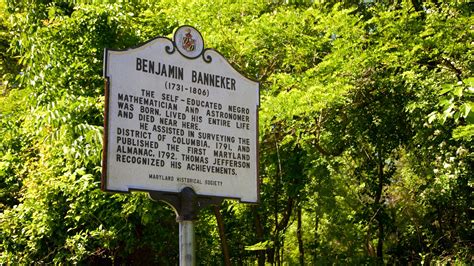 BENJAMIN BANNEKER
(1731-1806)
THE SELF-EDUCATED NEGRO
MATHEMATICIAN AND ASTRONOMER
WAS BORN, LIVED HIS ENTIRE LIFE
AND DIED NEAR HERE.
HE ASSISTED IN SURVEYING THE
DISTRICT OF COLUMBIA, 1791, AND
PUBLISHED THE FIRST MARYLAND
ALMANAC, 1792. THOMAS JEFFERSON
RECOGNIZED HIS ACHIEVEMENTS.
MARYLAND HISTORICAL SOCIETY